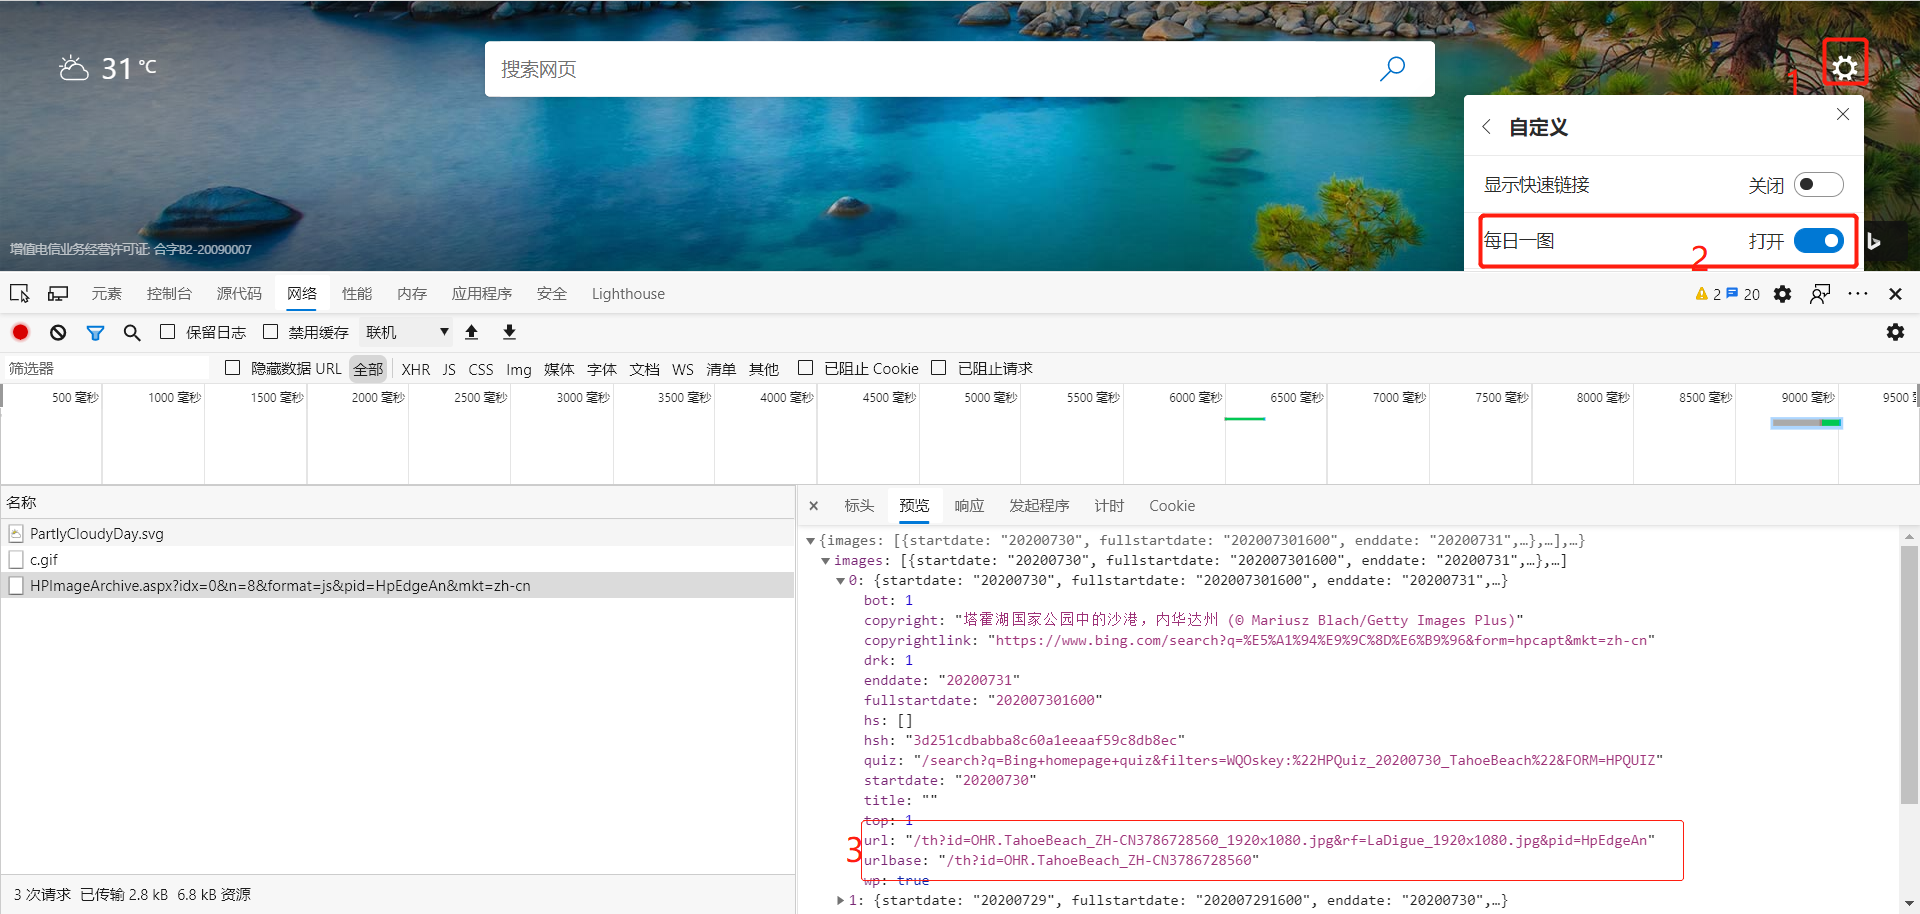 31 °C
搜索网页
1
自定义
显示快速链接 关闭
每日一图 打开
2
增值电信业务经营许可证: 合字B2-20090007
元素 控制台 源代码 网络 性能 内存 应用程序 安全 Lighthouse 2 20
保留日志 禁用缓存 联机
筛选器 隐藏数据 URL 全部 XHR JS CSS Img 媒体 字体 文档 WS 清单 其他 已阻止 Cookie 已阻止请求
500 毫秒 1000 毫秒 1500 毫秒 2000 毫秒 2500 毫秒 3000 毫秒 3500 毫秒 4000 毫秒 4500 毫秒 5000 毫秒 5500 毫秒 6000 毫秒 6500 毫秒 7000 毫秒 7500 毫秒 8000 毫秒 8500 毫秒 9000 毫秒 9500
名称
PartlyCloudyDay.svg
c.gif
HPImageArchive.aspx?idx=0&n=8&format=js&pid=HpEdgeAn&mkt=zh-cn
3 次请求 已传输 2.8 kB 6.8 kB 资源
标头 预览 响应 发起程序 计时 Cookie
{images: [{startdate: "20200730", fullstartdate: "202007301600", enddate: "20200731",…},…],…}
images: [{startdate: "20200730", fullstartdate: "202007301600", enddate: "20200731",…},…]
0: {startdate: "20200730", fullstartdate: "202007301600", enddate: "20200731",…}
bot: 1
copyright: "塔霍湖国家公园中的沙港，内华达州 (© Mariusz Blach/Getty Images Plus)"
copyrightlink: "https://www.bing.com/search?q=%E5%A1%94%E9%9C%8D%E6%B9%96&form=hpcapt&mkt=zh-cn"
drk: 1
enddate: "20200731"
fullstartdate: "202007301600"
hs: []
hsh: "3d251cdbabba8c60a1eeaaf59c8db8ec"
quiz: "/search?q=Bing+homepage+quiz&filters=WQOskey:%22HPQuiz_20200730_TahoeBeach%22&FORM=HPQUIZ"
startdate: "20200730"
title: ""
top: 1
3
url: "/th?id=OHR.TahoeBeach_ZH-CN3786728560_1920x1080.jpg&rf=LaDigue_1920x1080.jpg&pid=HpEdgeAn"
urlbase: "/th?id=OHR.TahoeBeach_ZH-CN3786728560"
wp: true
1: {startdate: "20200729", fullstartdate: "202007291600", enddate: "20200730",…}